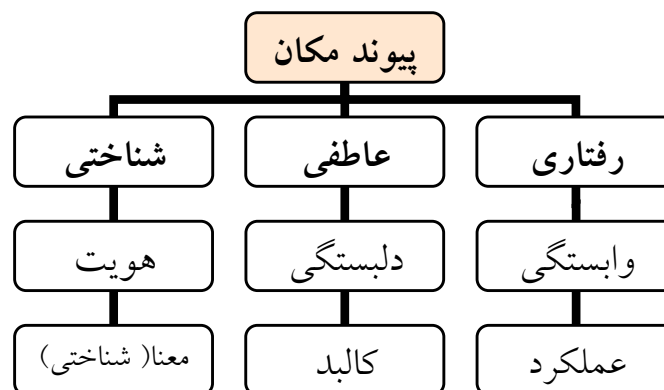 پیوند مکان
رفتاری
عاطفی
شناختی
وابستگی
دلبستگی
هویت
عملکرد
کالبد
معنا( شناختی)